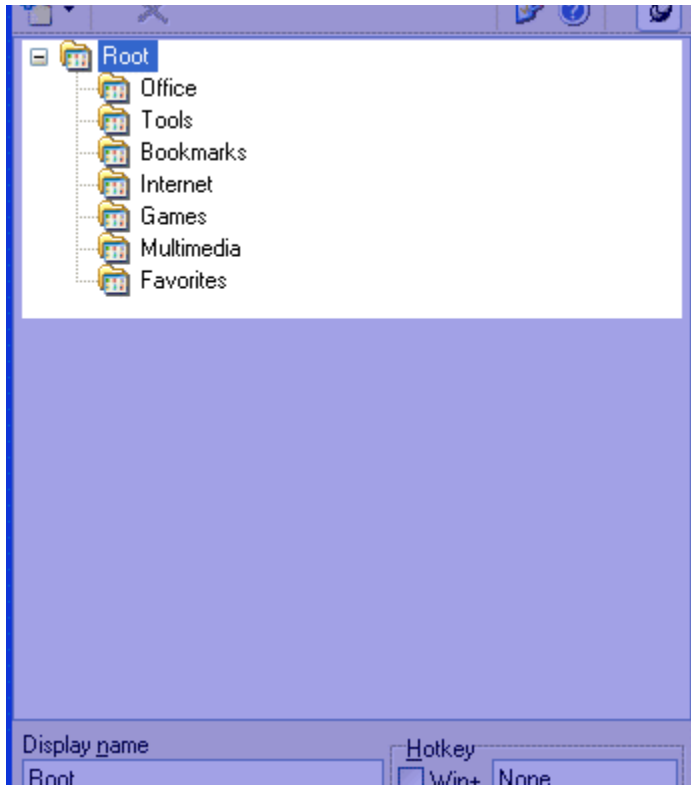 Root
Office
Tools
Bookmarks
Internet
Games
Multimedia
Favorites
Display name
Hotkey
Root
Win+ None